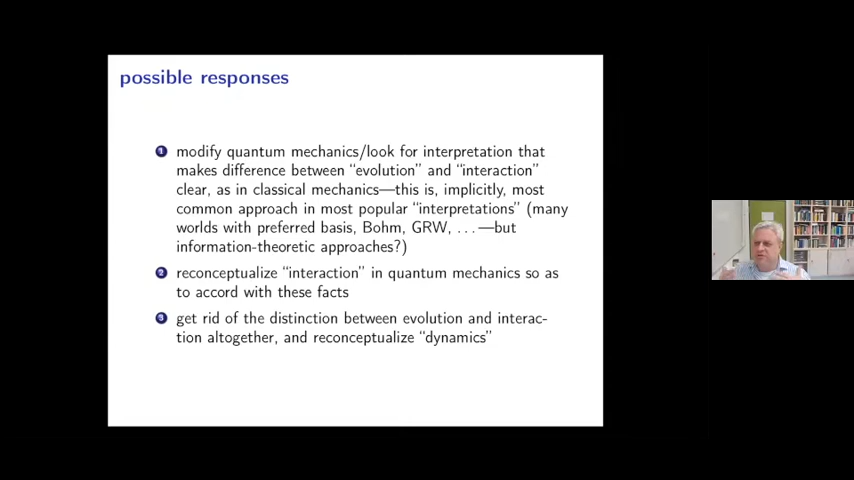 possible responses
1 modify quantum mechanics/look for interpretation that
makes difference between “evolution” and “interaction”
clear, as in classical mechanics—this is, implicitly, most
common approach in most popular “interpretations” (many
worlds with preferred basis, Bohm, GRW, ...—but
information-theoretic approaches?)
2 reconceptualize “interaction” in quantum mechanics so as
to accord with these facts
3 get rid of the distinction between evolution and interac-
tion altogether, and reconceptualize “dynamics”